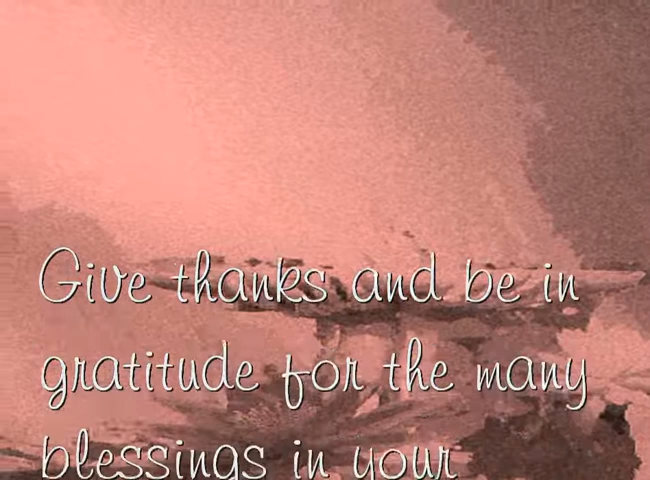 Give thanks and be in
gratitude for the many
blessings in your